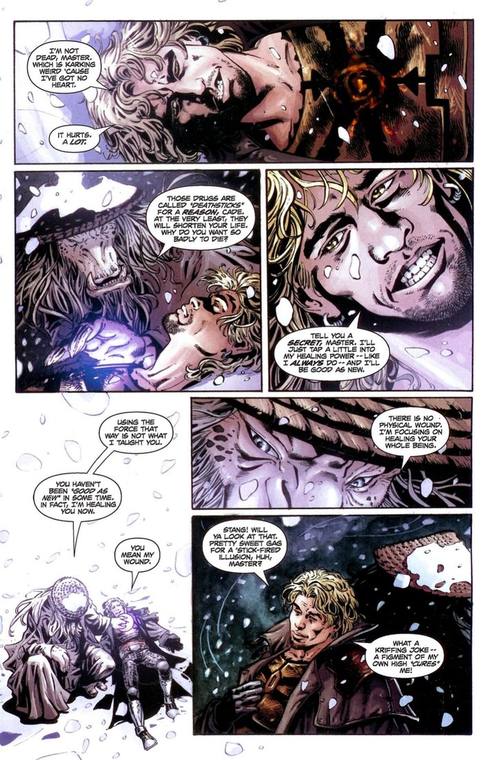 I'M NOT
DEAD, MASTER.
WHICH IS KARKING
WEIRD 'CAUSE
I'VE GOT NO
HEART.
IT HURTS.
A LOT.
THOSE DRUGS ARE
CALLED "DEATHSTICKS"
FOR A REASON, CADE.
AT THE VERY LEAST, THEY
WILL SHORTEN YOUR LIFE.
WHY DO YOU WANT SO
BADLY TO DIE?
TELL YOU A
SECRET, MASTER. I'LL
JUST TAP A LITTLE INTO
MY HEALING POWER -- LIKE
I ALWAYS DO -- AND I'LL
BE GOOD AS NEW.
USING THE
FORCE THAT
WAY IS NOT WHAT
I TAUGHT YOU.
YOU HAVEN'T
BEEN "GOOD AS
NEW" IN SOME TIME.
IN FACT, I'M HEALING
YOU NOW.
YOU
MEAN MY
WOUND.
THERE IS NO
PHYSICAL WOUND.
I'M FOCUSING ON
HEALING YOUR
WHOLE BEING.
STANG! WILL
YA LOOK AT THAT.
PRETTY SWEET GAG
FOR A 'STICK-FIRED
ILLUSION, HUH,
MASTER?
WHAT A
KRIFFING JOKE --
A FIGMENT OF MY
OWN HIGH "CURES"
ME!